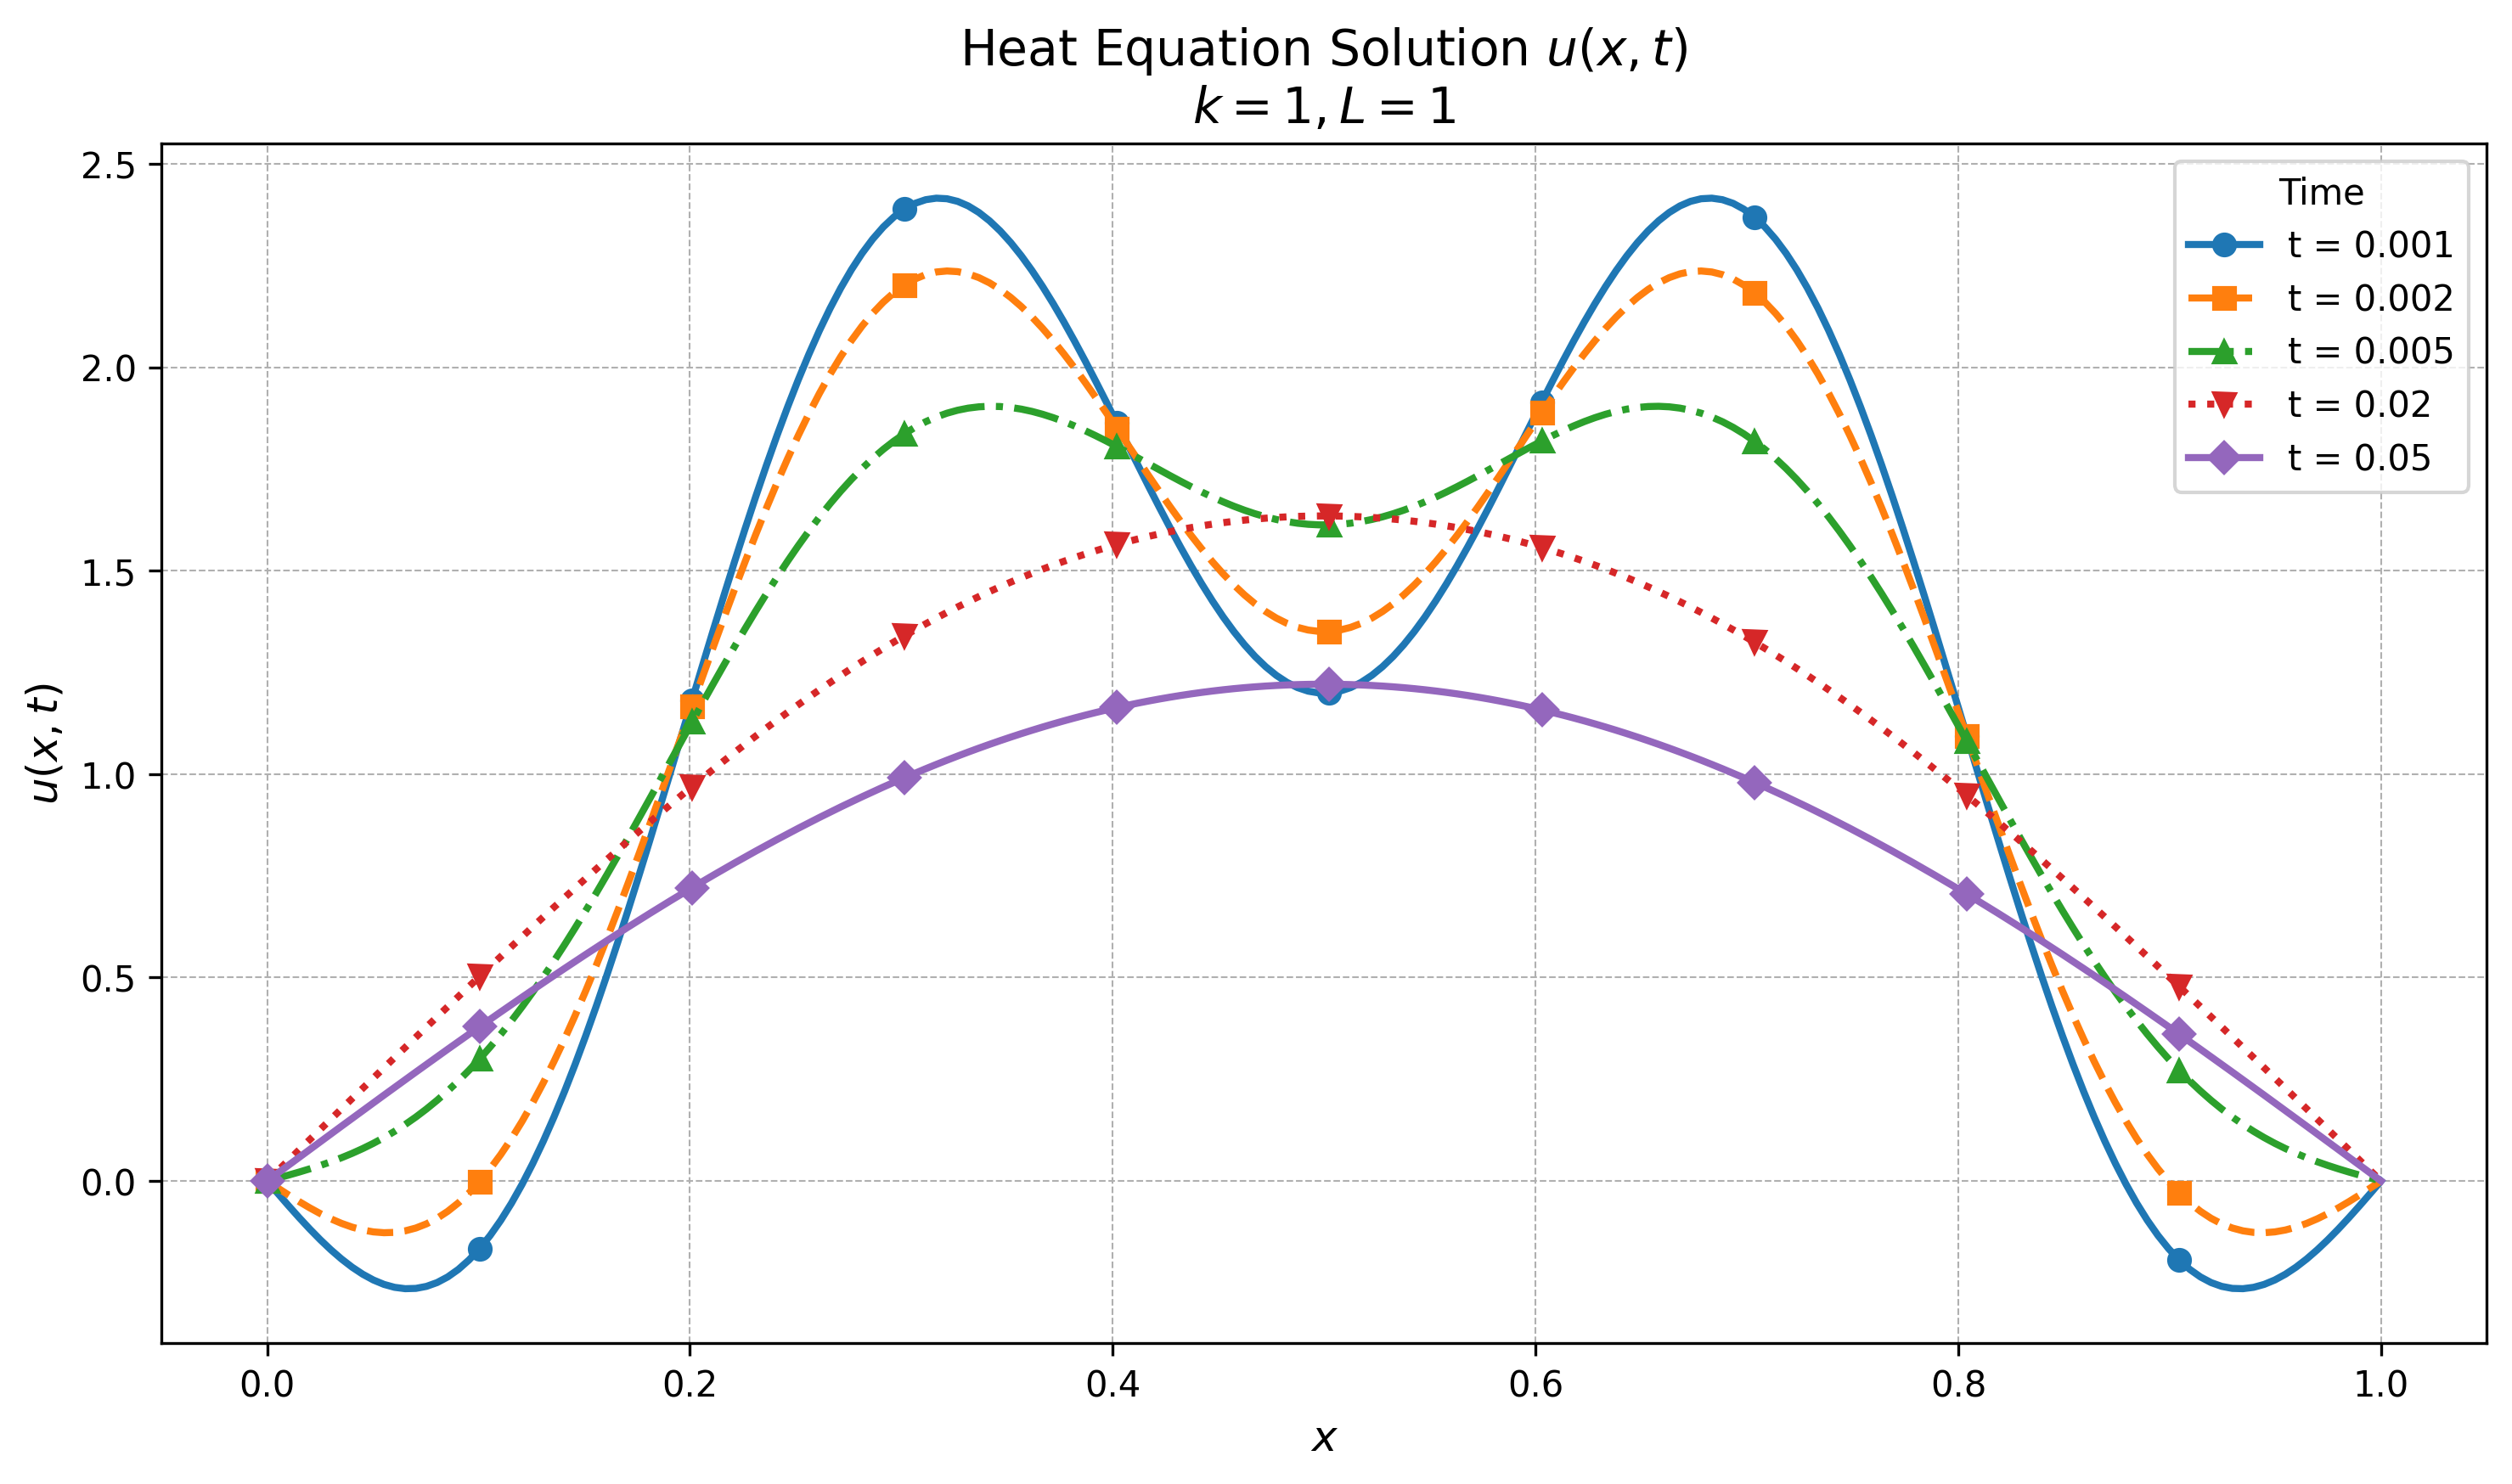 Heat Equation Solution u(x, t)
k = 1, L = 1
2.5
2.0
1.5
1.0
0.5
0.0
u(x, t)
0.0
0.2
0.4
0.6
0.8
1.0
x
Time
t = 0.001
t = 0.002
t = 0.005
t = 0.02
t = 0.05